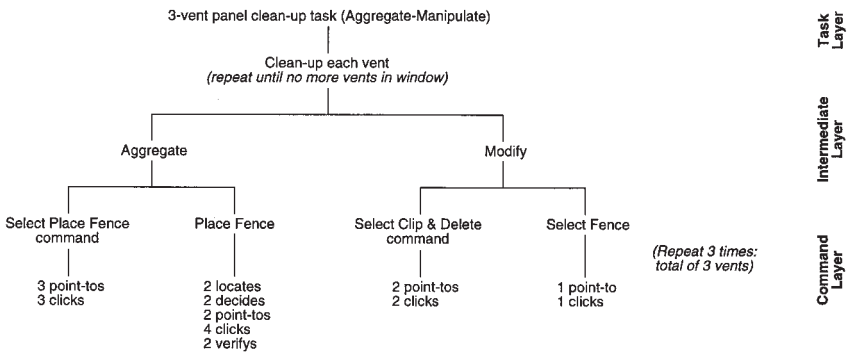 3-vent panel clean-up task (Aggregate-Manipulate)
Task
Layer
Clean-up each vent
(repeat until no more vents in window)
Intermediate
Layer
Aggregate
Modify
Select Place Fence
command
Place Fence
Select Clip & Delete
command
Select Fence
(Repeat 3 times:
total of 3 vents)
Command
Layer
3 point-tos
3 clicks
2 locates
2 decides
2 point-tos
4 clicks
2 verifys
2 point-tos
2 clicks
1 point-to
1 clicks